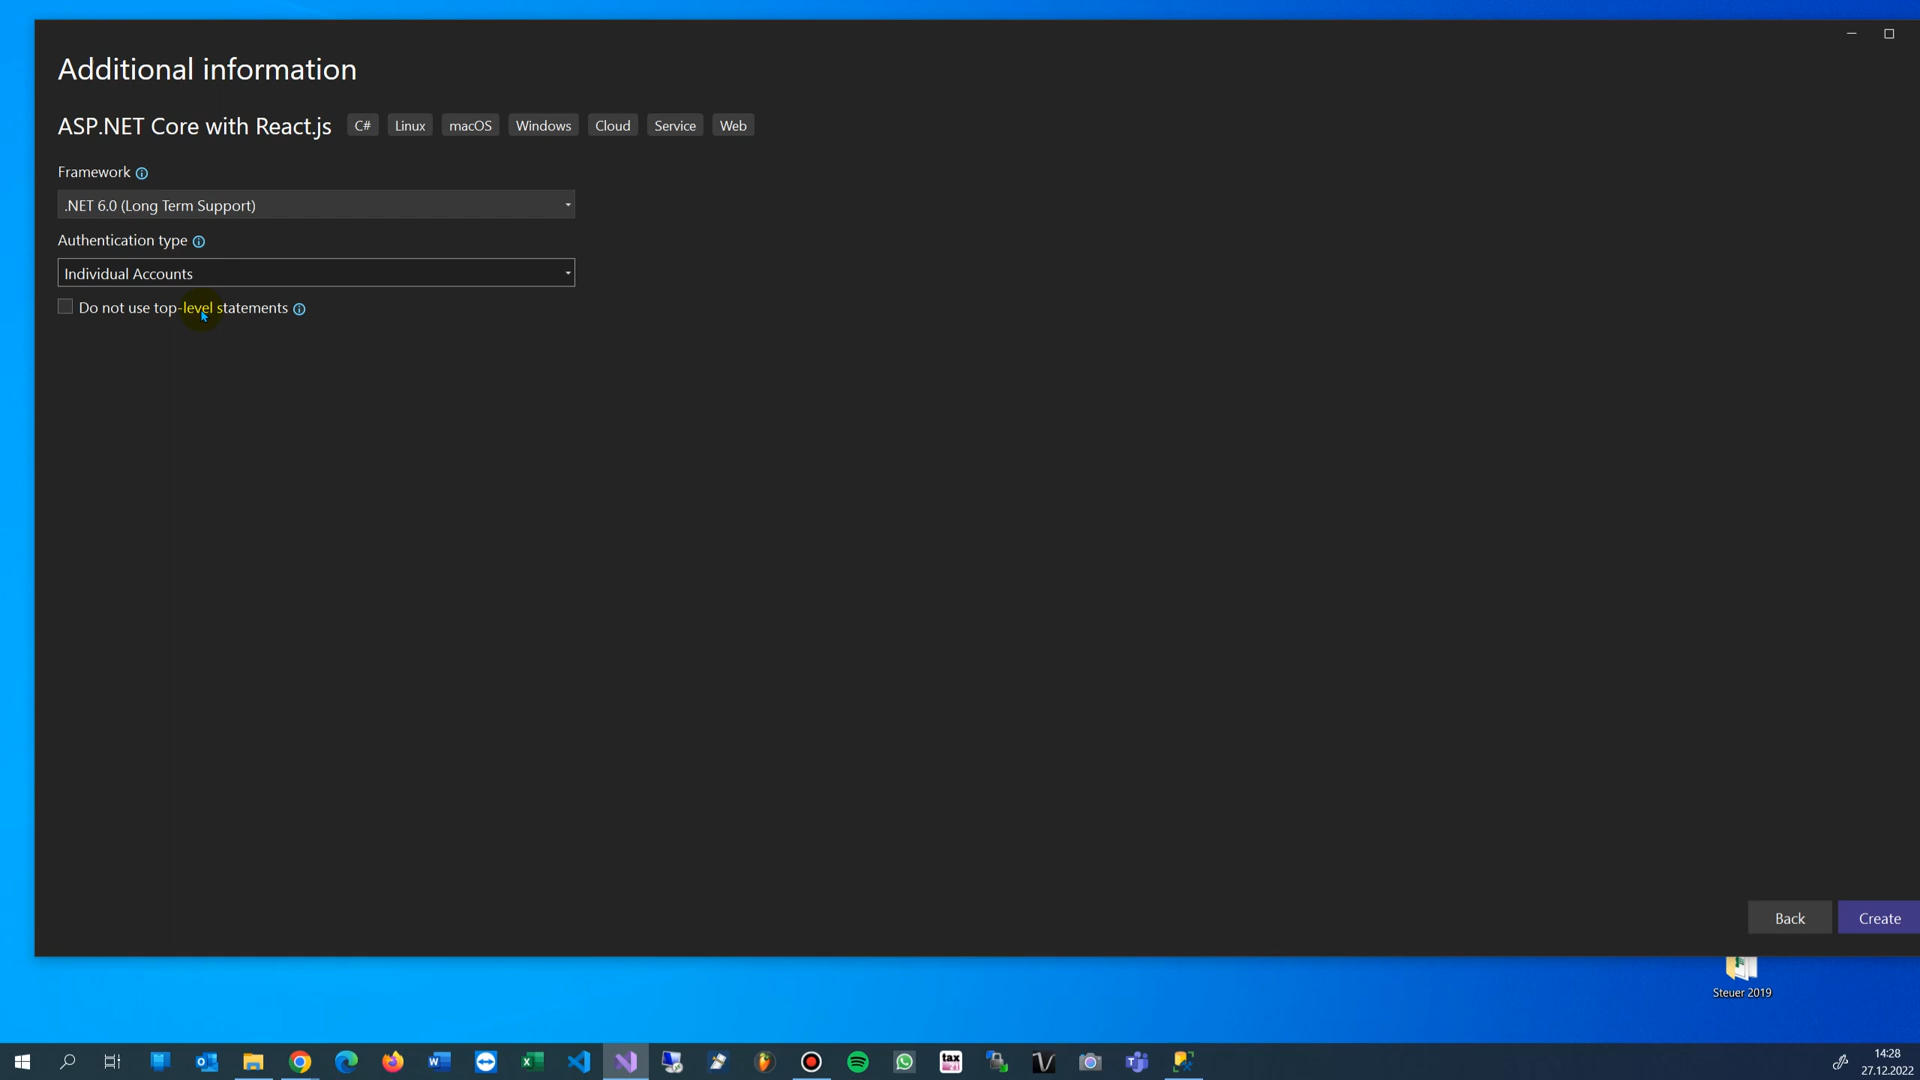 Additional information
ASP.NET Core with React.js C# Linux macOS Windows Cloud Service Web
Framework
.NET 6.0 (Long Term Support)
Authentication type
Individual Accounts
Do not use top-level statements
Back Create
Steuer 2019
tax
14:28
27.12.2022